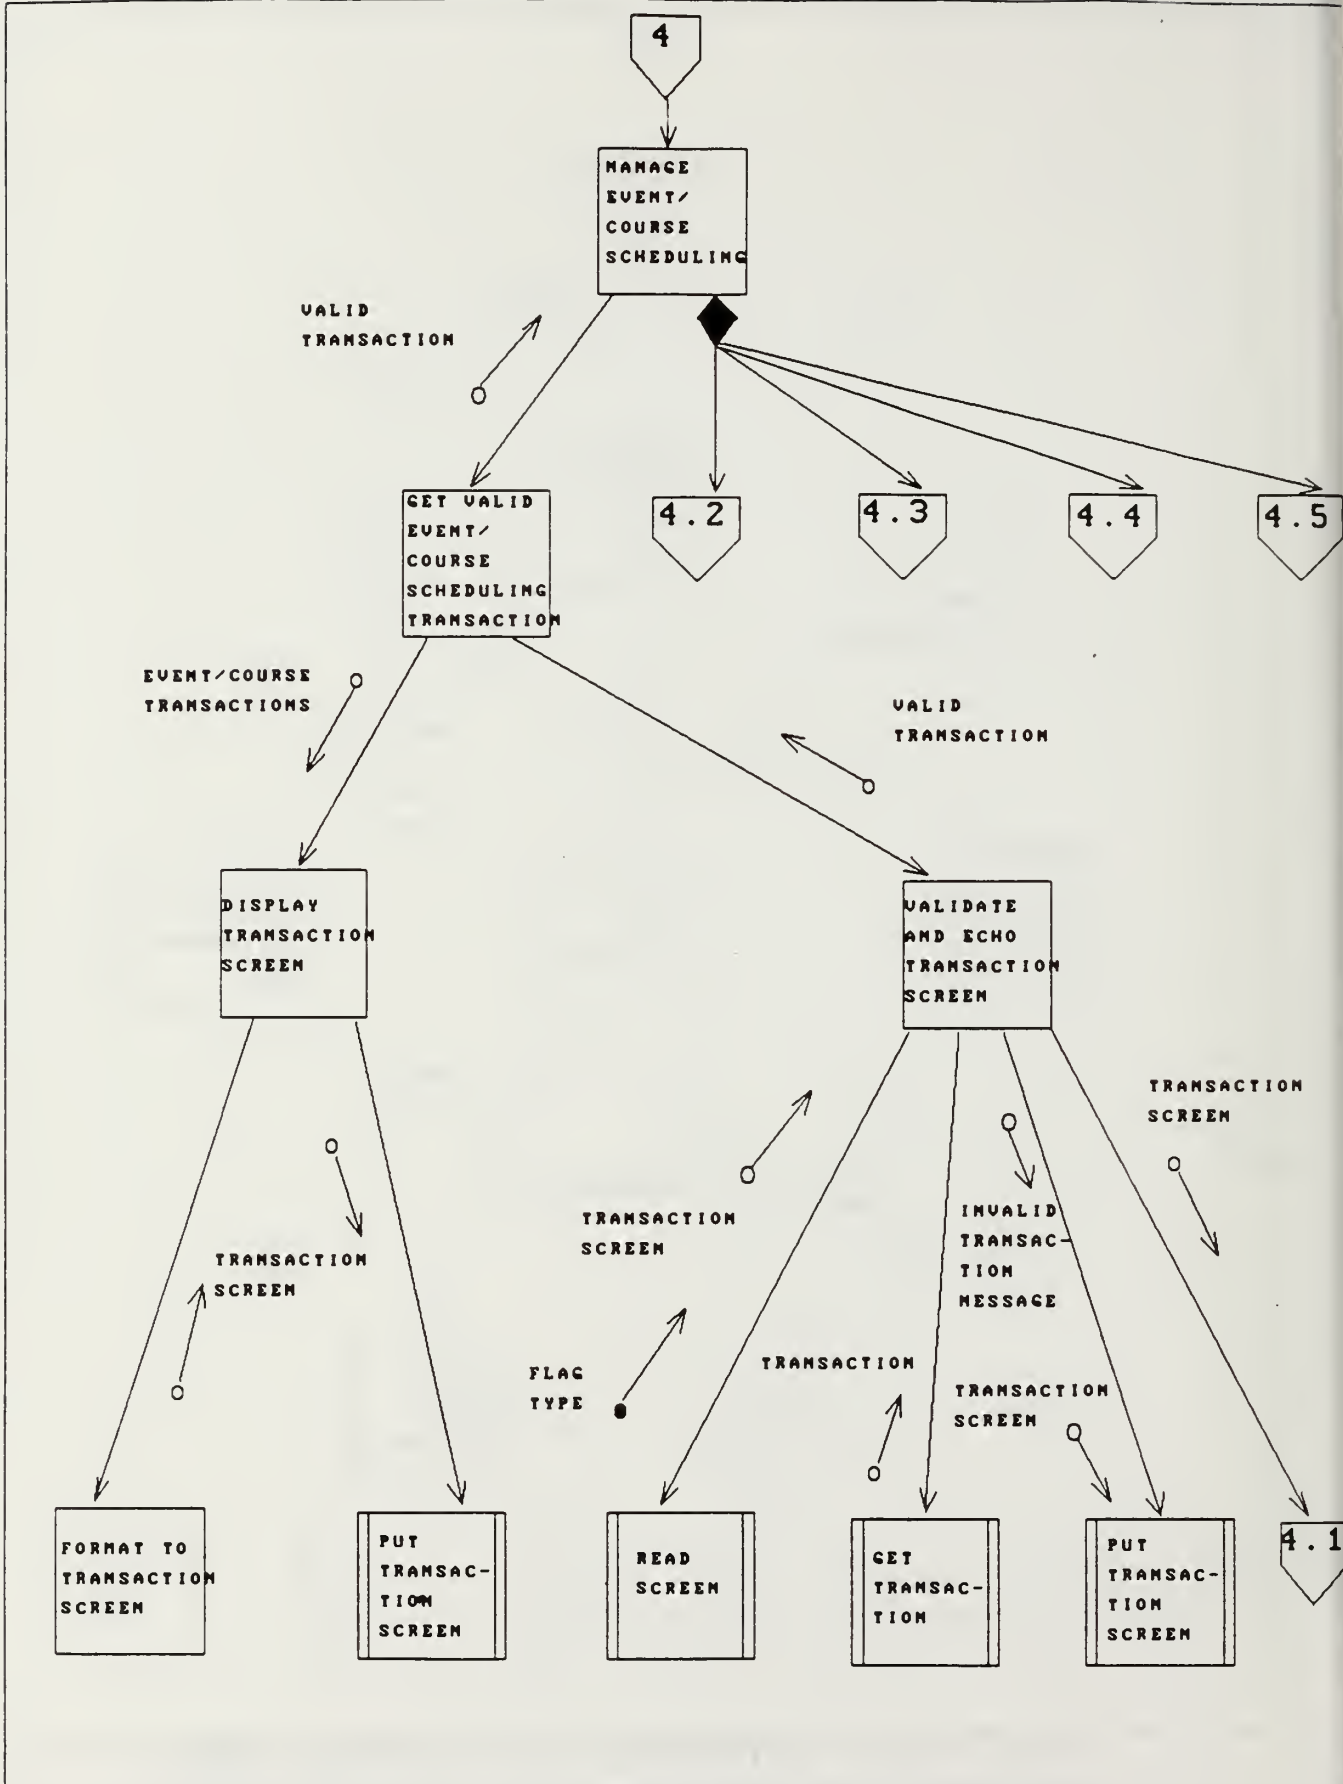 4
MANAGE
EVENT/
COURSE
SCHEDULING
VALID
TRANSACTION
GET VALID
EVENT/
COURSE
SCHEDULING
TRANSACTION
4.2
4.3
4.4
4.5
EVENT/COURSE
TRANSACTIONS
VALID
TRANSACTION
DISPLAY
TRANSACTION
SCREEN
VALIDATE
AND ECHO
TRANSACTION
SCREEN
TRANSACTION
SCREEN
TRANSACTION
SCREEN
TRANSACTION
SCREEN
INVALID
TRANSAC-
TION
MESSAGE
FLAG
TYPE
TRANSACTION
TRANSACTION
SCREEN
FORMAT TO
TRANSACTION
SCREEN
PUT
TRANSAC-
TION
SCREEN
READ
SCREEN
GET
TRANSAC-
TION
PUT
TRANSAC-
TION
SCREEN
4.1